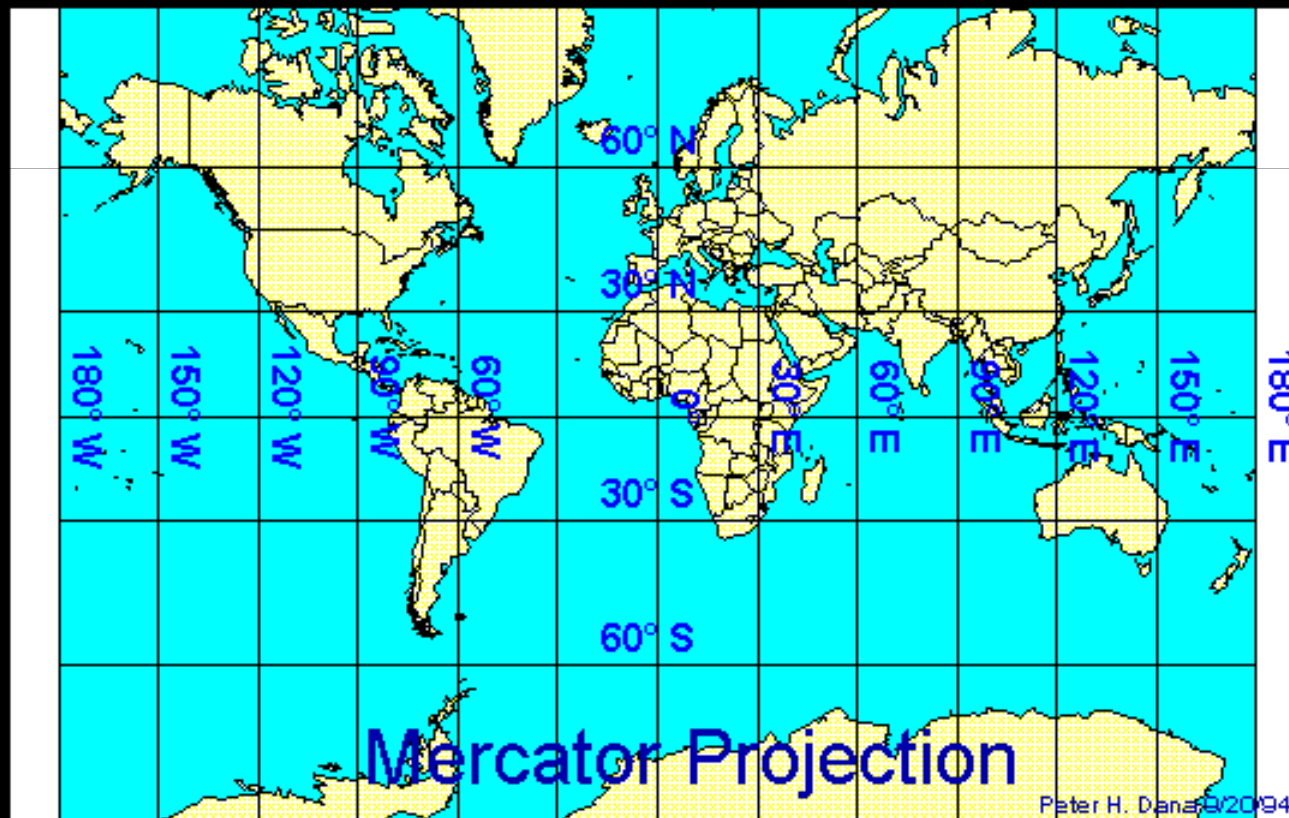 60° N
30° N
180° W
150° W
120° W
90° W
60° W
0°
30° E
60° E
90° E
120° E
150° E
180° E
30° S
60° S
Mercator Projection
Peter H. Dana 9/20/94